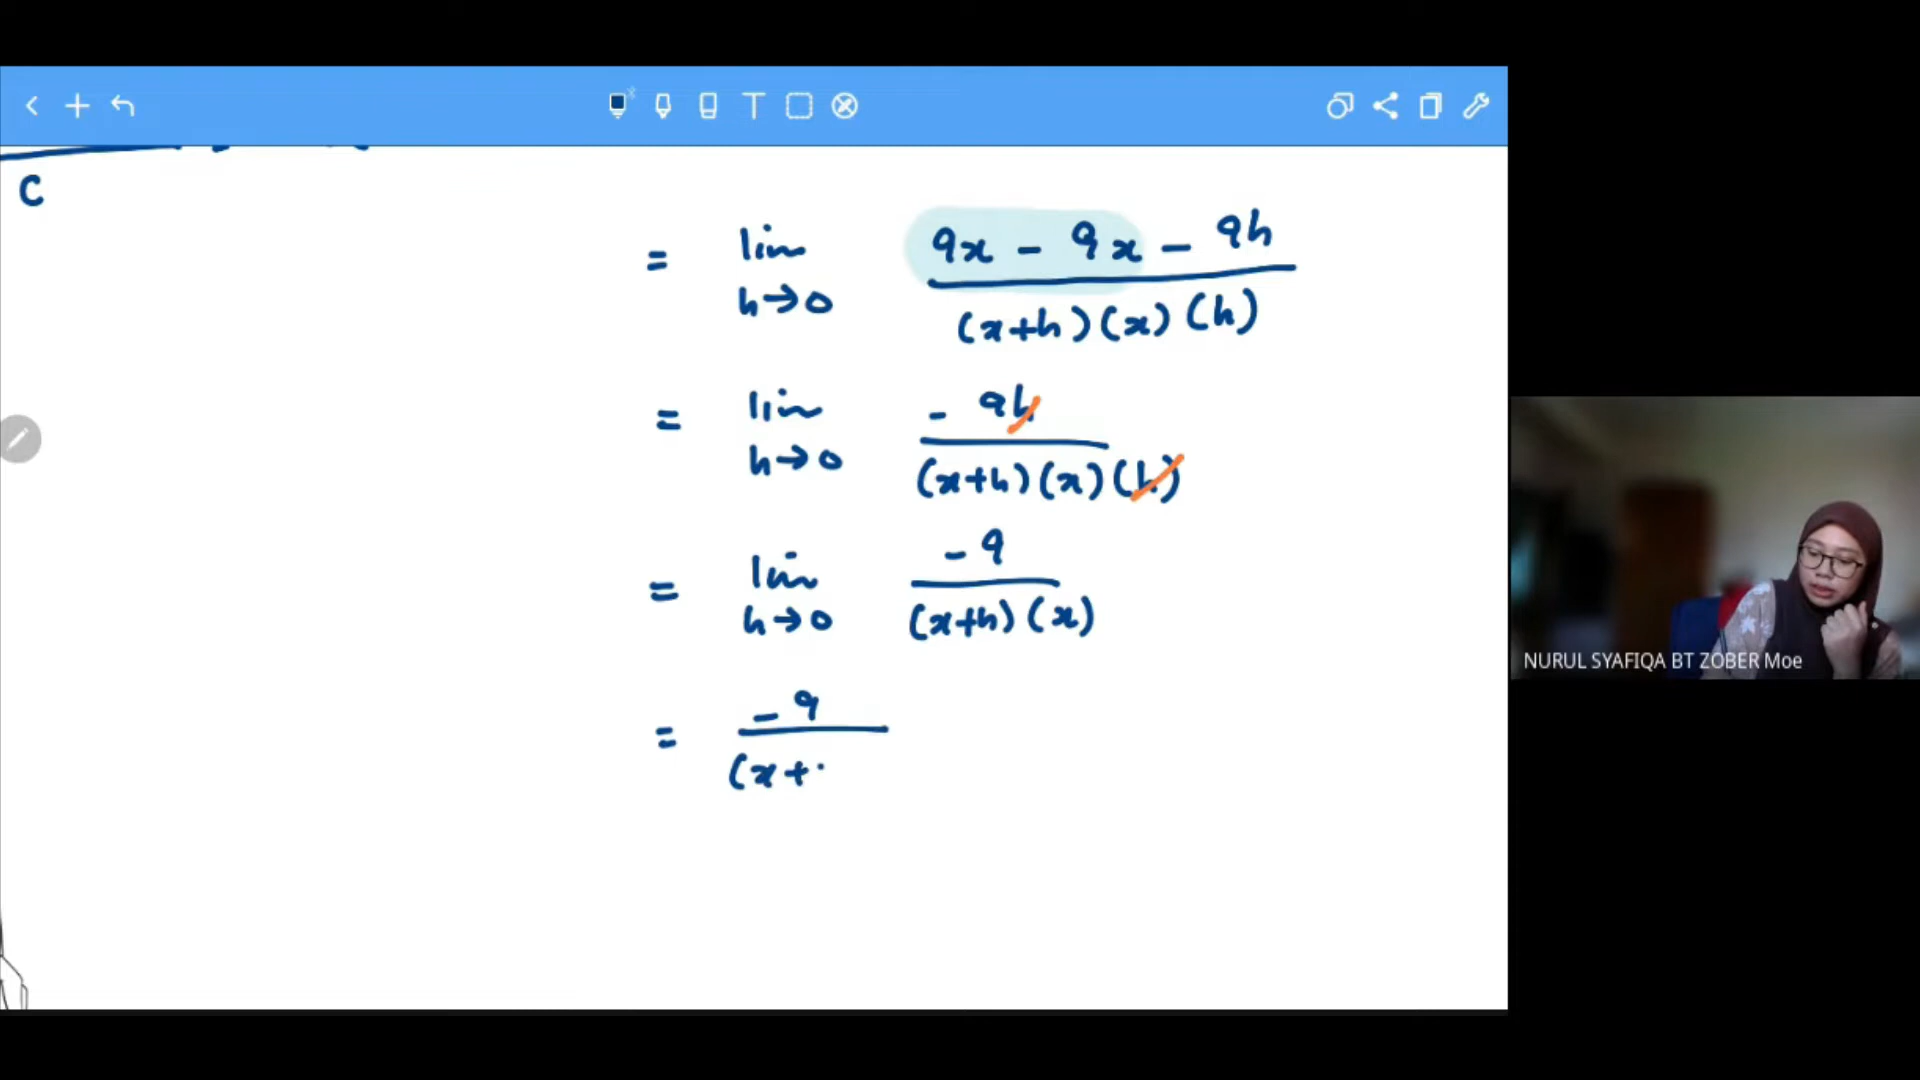 C
= lim 9x - 9x - 9h
h→0 (x+h)(x)(h)
= lim - 9h
h→0 (x+h)(x)(h)
= lim - 9
h→0 (x+h)(x)
= - 9
(x+
NURUL SYAFIQA BT ZOBER Moe
T